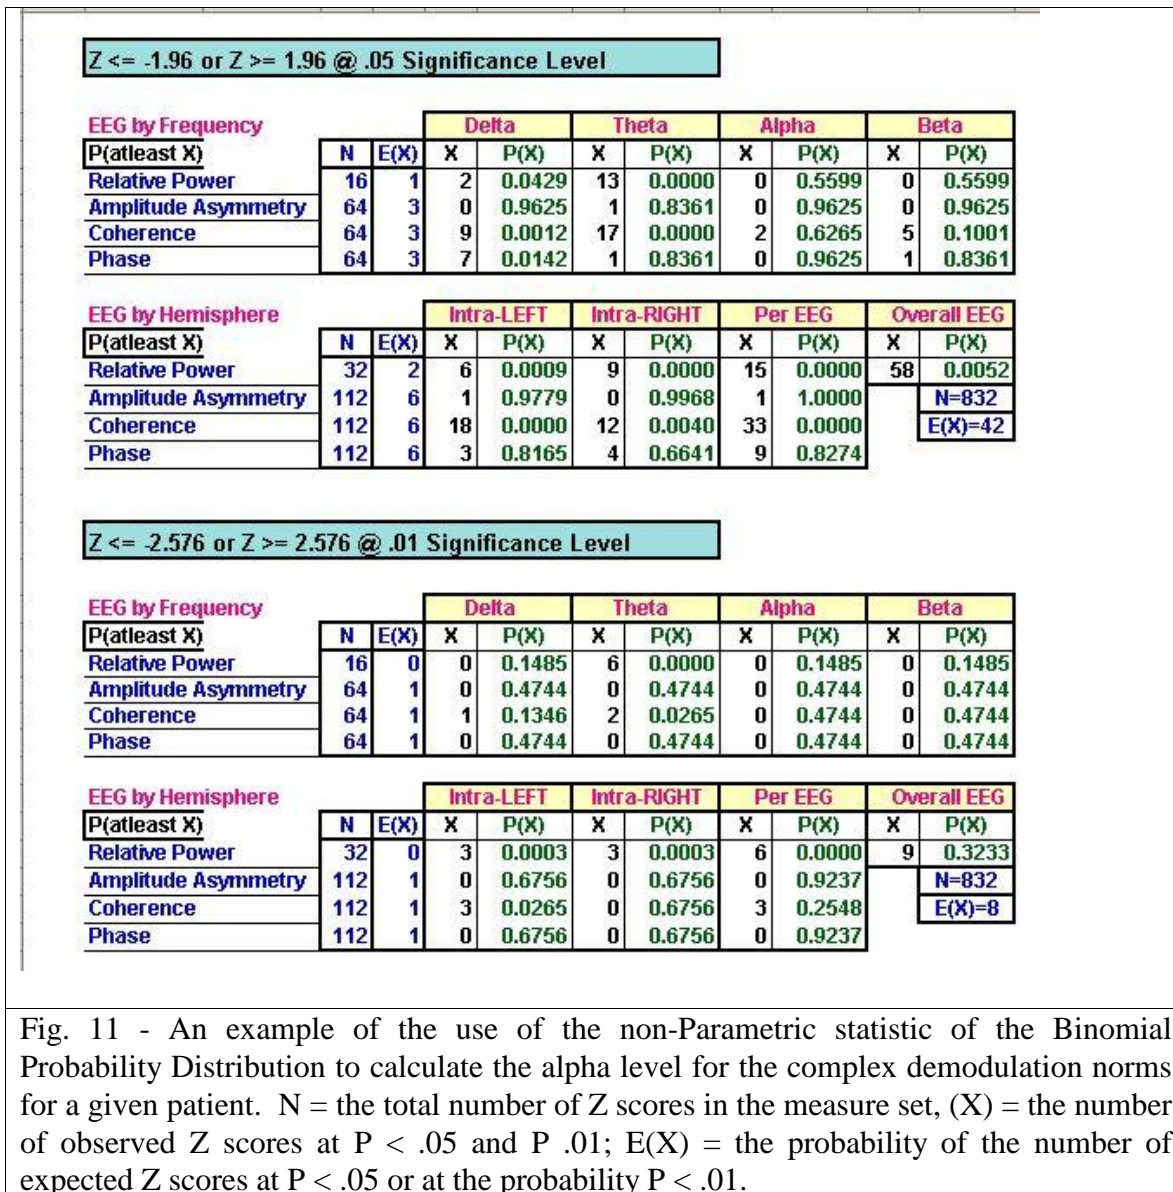 Z <= -1.96 or Z >= 1.96 @ .05 Significance Level
EEG by Frequency Delta Theta Alpha Beta
P(atleast X) N E(X) X P(X) X P(X) X P(X) X P(X)
Relative Power 16 1 2 0.0429 13 0.0000 0 0.5599 0 0.5599
Amplitude Asymmetry 64 3 0 0.9625 1 0.8361 0 0.9625 0 0.9625
Coherence 64 3 9 0.0012 17 0.0000 2 0.6265 5 0.1001
Phase 64 3 7 0.0142 1 0.8361 0 0.9625 1 0.8361
EEG by Hemisphere Intra-LEFT Intra-RIGHT Per EEG Overall EEG
P(atleast X) N E(X) X P(X) X P(X) X P(X) X P(X)
Relative Power 32 2 6 0.0009 9 0.0000 15 0.0000 58 0.0052
Amplitude Asymmetry 112 6 1 0.9779 0 0.9968 1 1.0000 N=832
Coherence 112 6 18 0.0000 12 0.0040 33 0.0000 E(X)=42
Phase 112 6 3 0.8165 4 0.6641 9 0.8274
Z <= -2.576 or Z >= 2.576 @ .01 Significance Level
EEG by Frequency Delta Theta Alpha Beta
P(atleast X) N E(X) X P(X) X P(X) X P(X) X P(X)
Relative Power 16 0 0 0.1485 6 0.0000 0 0.1485 0 0.1485
Amplitude Asymmetry 64 1 0 0.4744 0 0.4744 0 0.4744 0 0.4744
Coherence 64 1 1 0.1346 2 0.0265 0 0.4744 0 0.4744
Phase 64 1 0 0.4744 0 0.4744 0 0.4744 0 0.4744
EEG by Hemisphere Intra-LEFT Intra-RIGHT Per EEG Overall EEG
P(atleast X) N E(X) X P(X) X P(X) X P(X) X P(X)
Relative Power 32 0 3 0.0003 3 0.0003 6 0.0000 9 0.3233
Amplitude Asymmetry 112 1 0 0.6756 0 0.6756 0 0.9237 N=832
Coherence 112 1 3 0.0265 0 0.6756 3 0.2548 E(X)=8
Phase 112 1 0 0.6756 0 0.6756 0 0.9237
Fig. 11 - An example of the use of the non-Parametric statistic of the Binomial
Probability Distribution to calculate the alpha level for the complex demodulation norms
for a given patient. N = the total number of Z scores in the measure set, (X) = the number
of observed Z scores at P < .05 and P .01; E(X) = the probability of the number of
expected Z scores at P < .05 or at the probability P < .01.